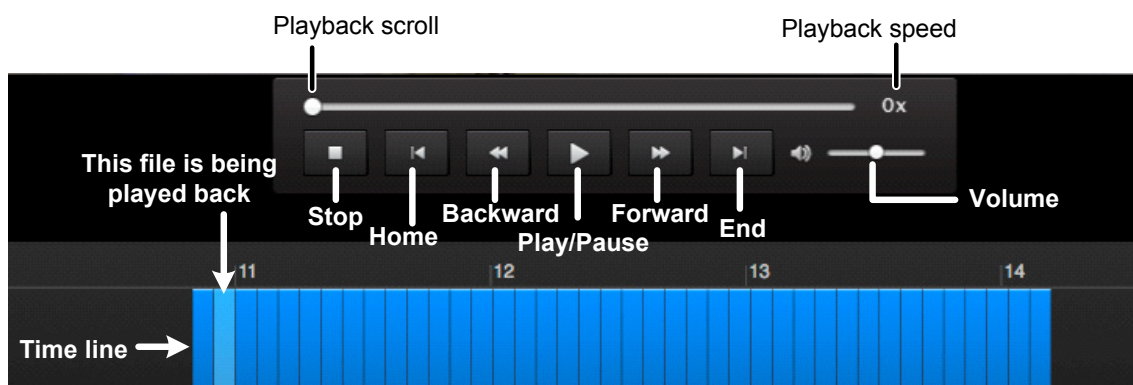 Playback scroll
Playback speed
0x
This file is being
played back
Stop
Home
Backward
Play/Pause
Forward
End
Volume
11
12
13
14
Time line